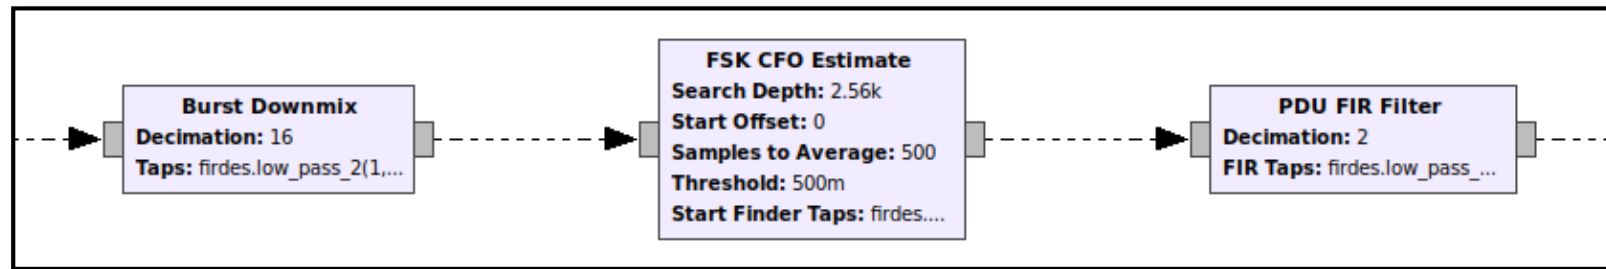 Burst Downmix
Decimation: 16
Taps: firdes.low_pass_2(1,...
FSK CFO Estimate
Search Depth: 2.56k
Start Offset: 0
Samples to Average: 500
Threshold: 500m
Start Finder Taps: firdes....
PDU FIR Filter
Decimation: 2
FIR Taps: firdes.low_pass_...